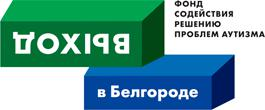 ВЫХОД
в Белгороде
ФОНД
СОДЕЙСТВИЯ
РЕШЕНИЮ
ПРОБЛЕМ АУТИЗМА